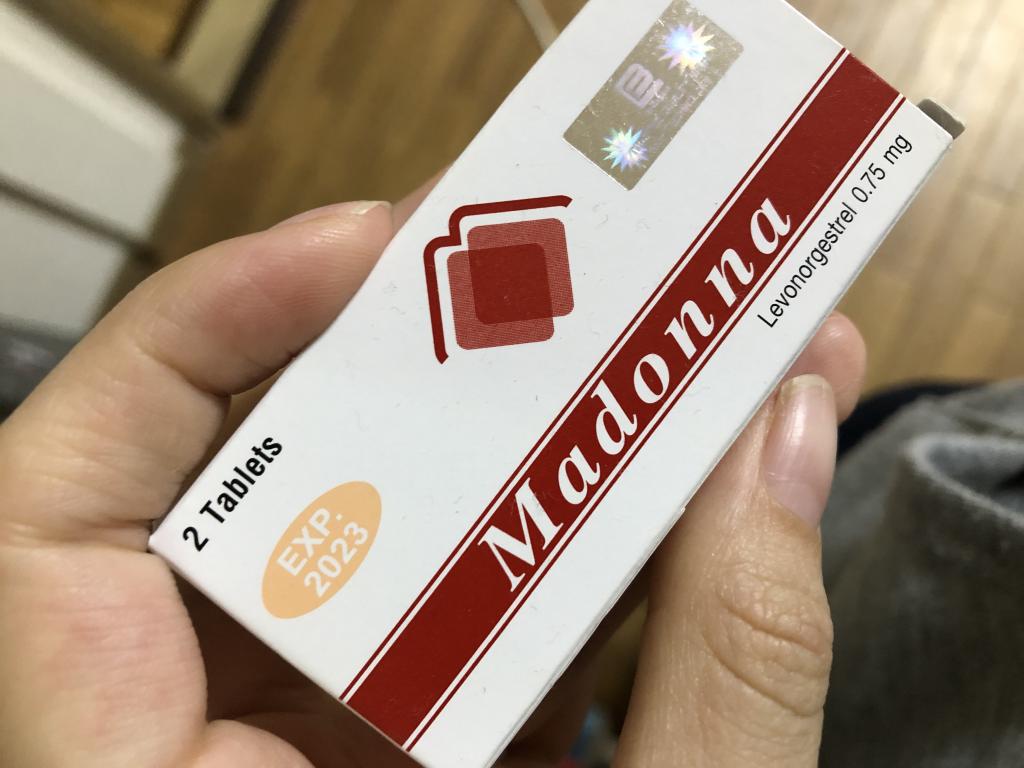 Madonna
Levonorgestrel 0.75 mg
2 Tablets
EXP.
2023